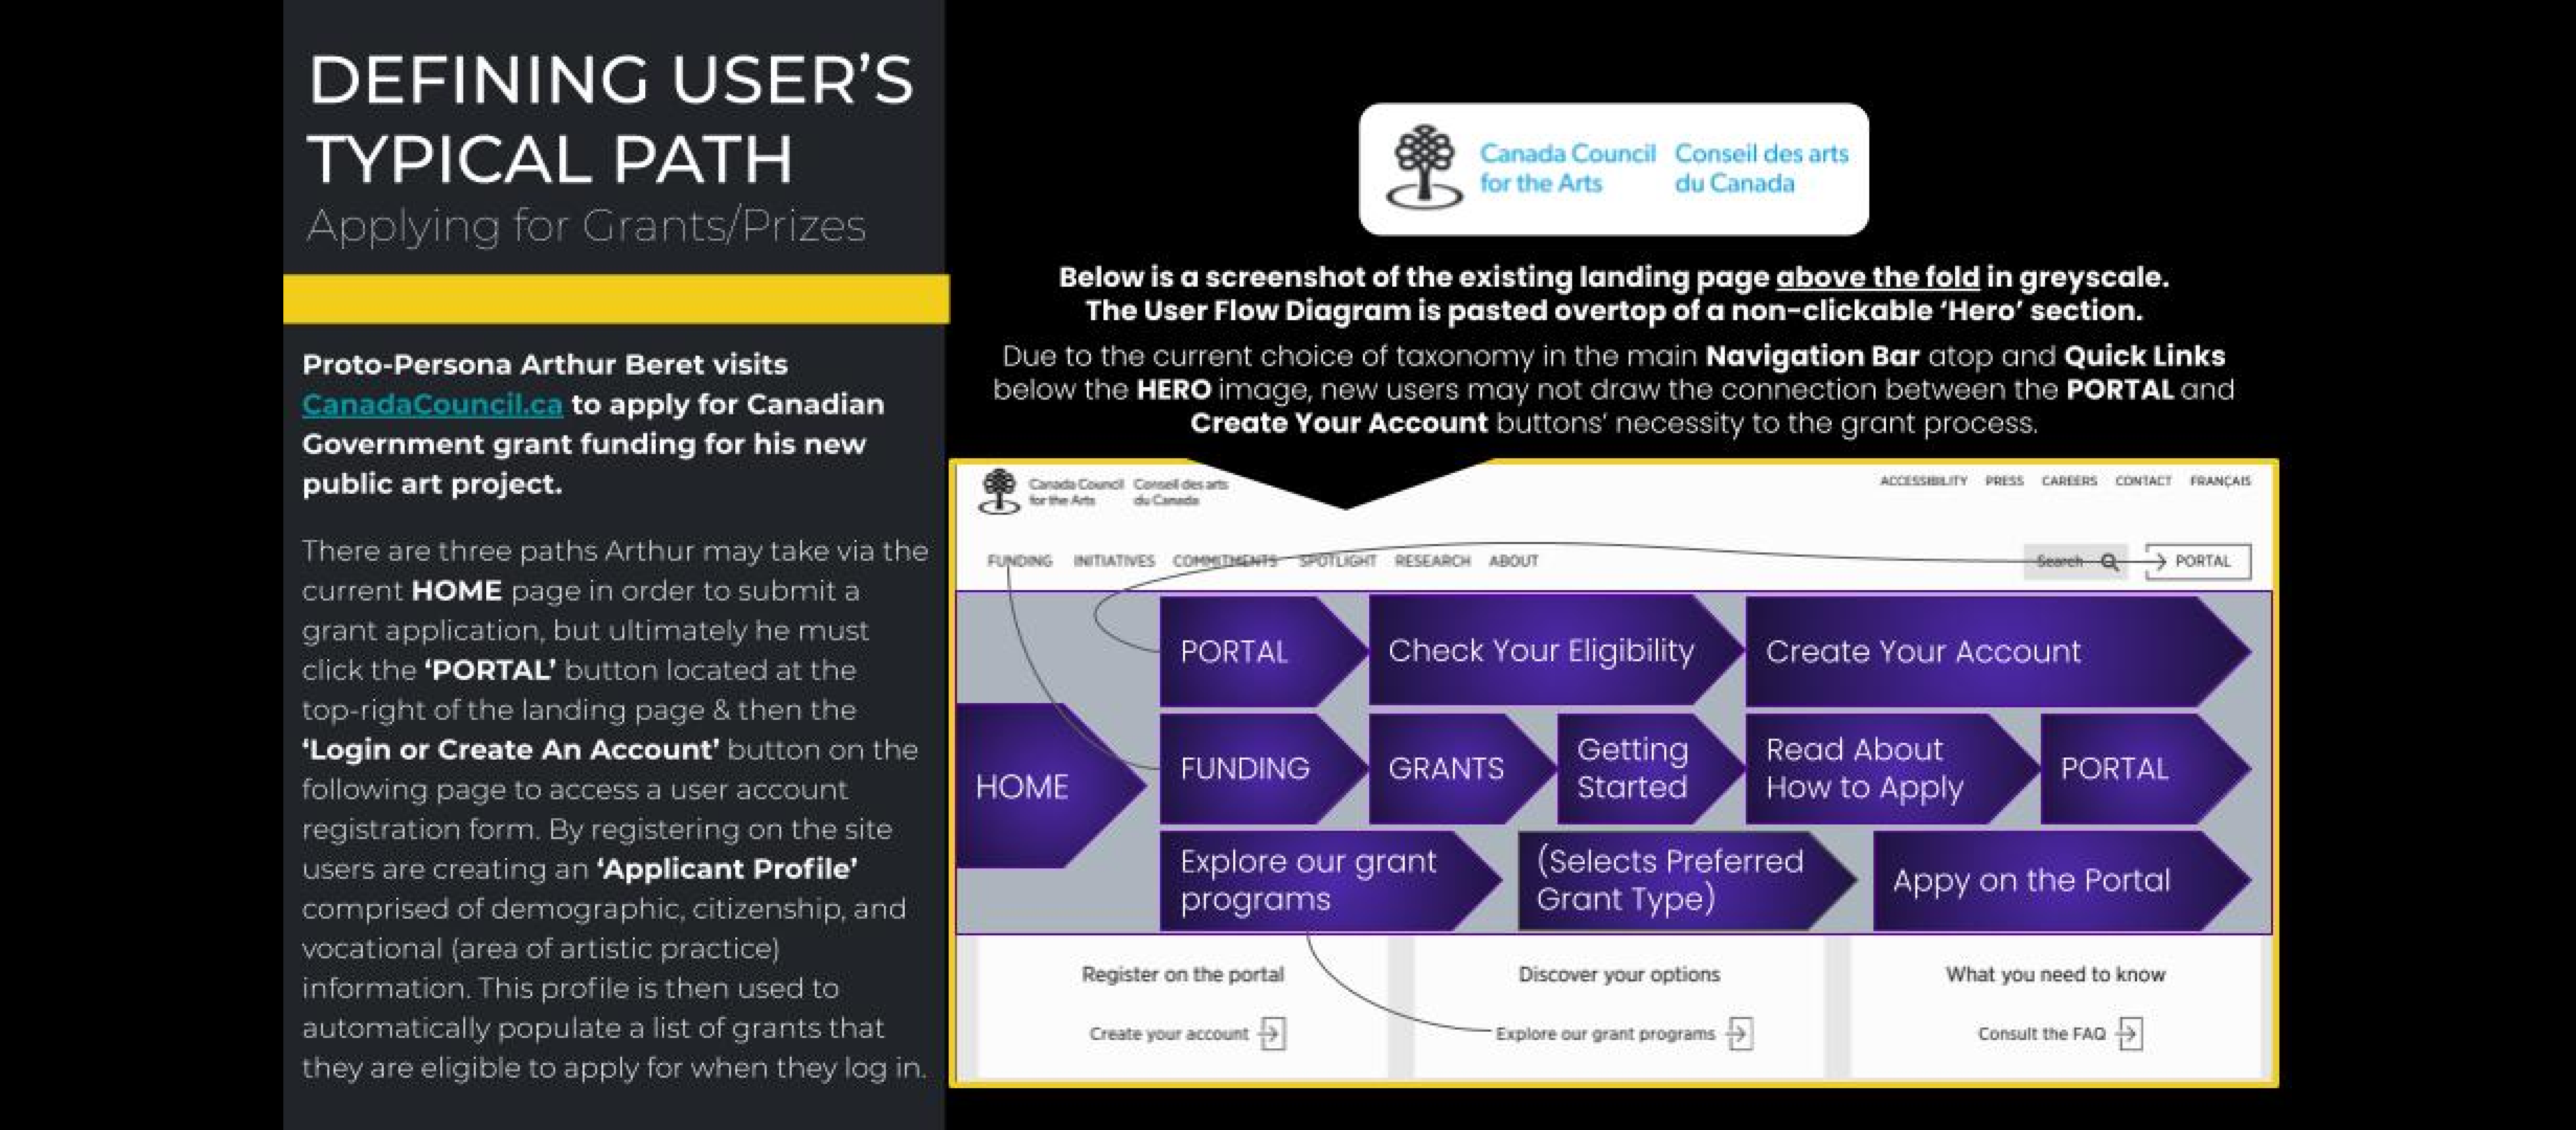 DEFINING USER'S
TYPICAL PATH
Applying for Grants/Prizes
Proto-Persona Arthur Beret visits
CanadaCouncil.ca to apply for Canadian
Government grant funding for his new
public art project.
There are three paths Arthur may take via the
current HOME page in order to submit a
grant application, but ultimately he must
click the 'PORTAL' button located at the
top-right of the landing page & then the
'Login or Create An Account' button on the
following page to access a user account
registration form. By registering on the site
users are creating an 'Applicant Profile'
comprised of demographic, citizenship, and
vocational (area of artistic practice)
information. This profile is then used to
automatically populate a list of grants that
they are eligible to apply for when they log in.
Canada Council Conseil des arts
for the Arts du Canada
Below is a screenshot of the existing landing page above the fold in greyscale.
The User Flow Diagram is pasted overtop of a non-clickable 'Hero' section.
Due to the current choice of taxonomy in the main Navigation Bar atop and Quick Links
below the HERO image, new users may not draw the connection between the PORTAL and
Create Your Account buttons' necessity to the grant process.
Canada Council Conseil des arts
for the Arts du Canada
ACCESSIBILITY PRESS CAREERS CONTACT FRANÇAIS
FUNDING INITIATIVES COMMITMENTS SPOTLIGHT RESEARCH ABOUT
Search PORTAL
PORTAL Check Your Eligibility Create Your Account
HOME
FUNDING GRANTS Getting
Started
Read About
How to Apply
PORTAL
Explore our grant
programs
(Selects Preferred
Grant Type)
Appy on the Portal
Register on the portal
Create your account
Discover your options
Explore our grant programs
What you need to know
Consult the FAQ